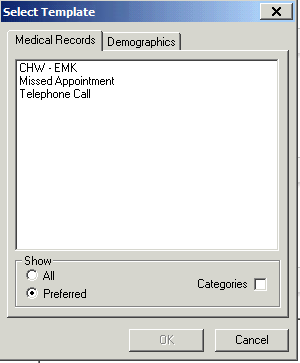 Select Template
Medical Records
Demographics
CHW - EMK
Missed Appointment
Telephone Call
Show
All
Preferred
Categories
OK
Cancel